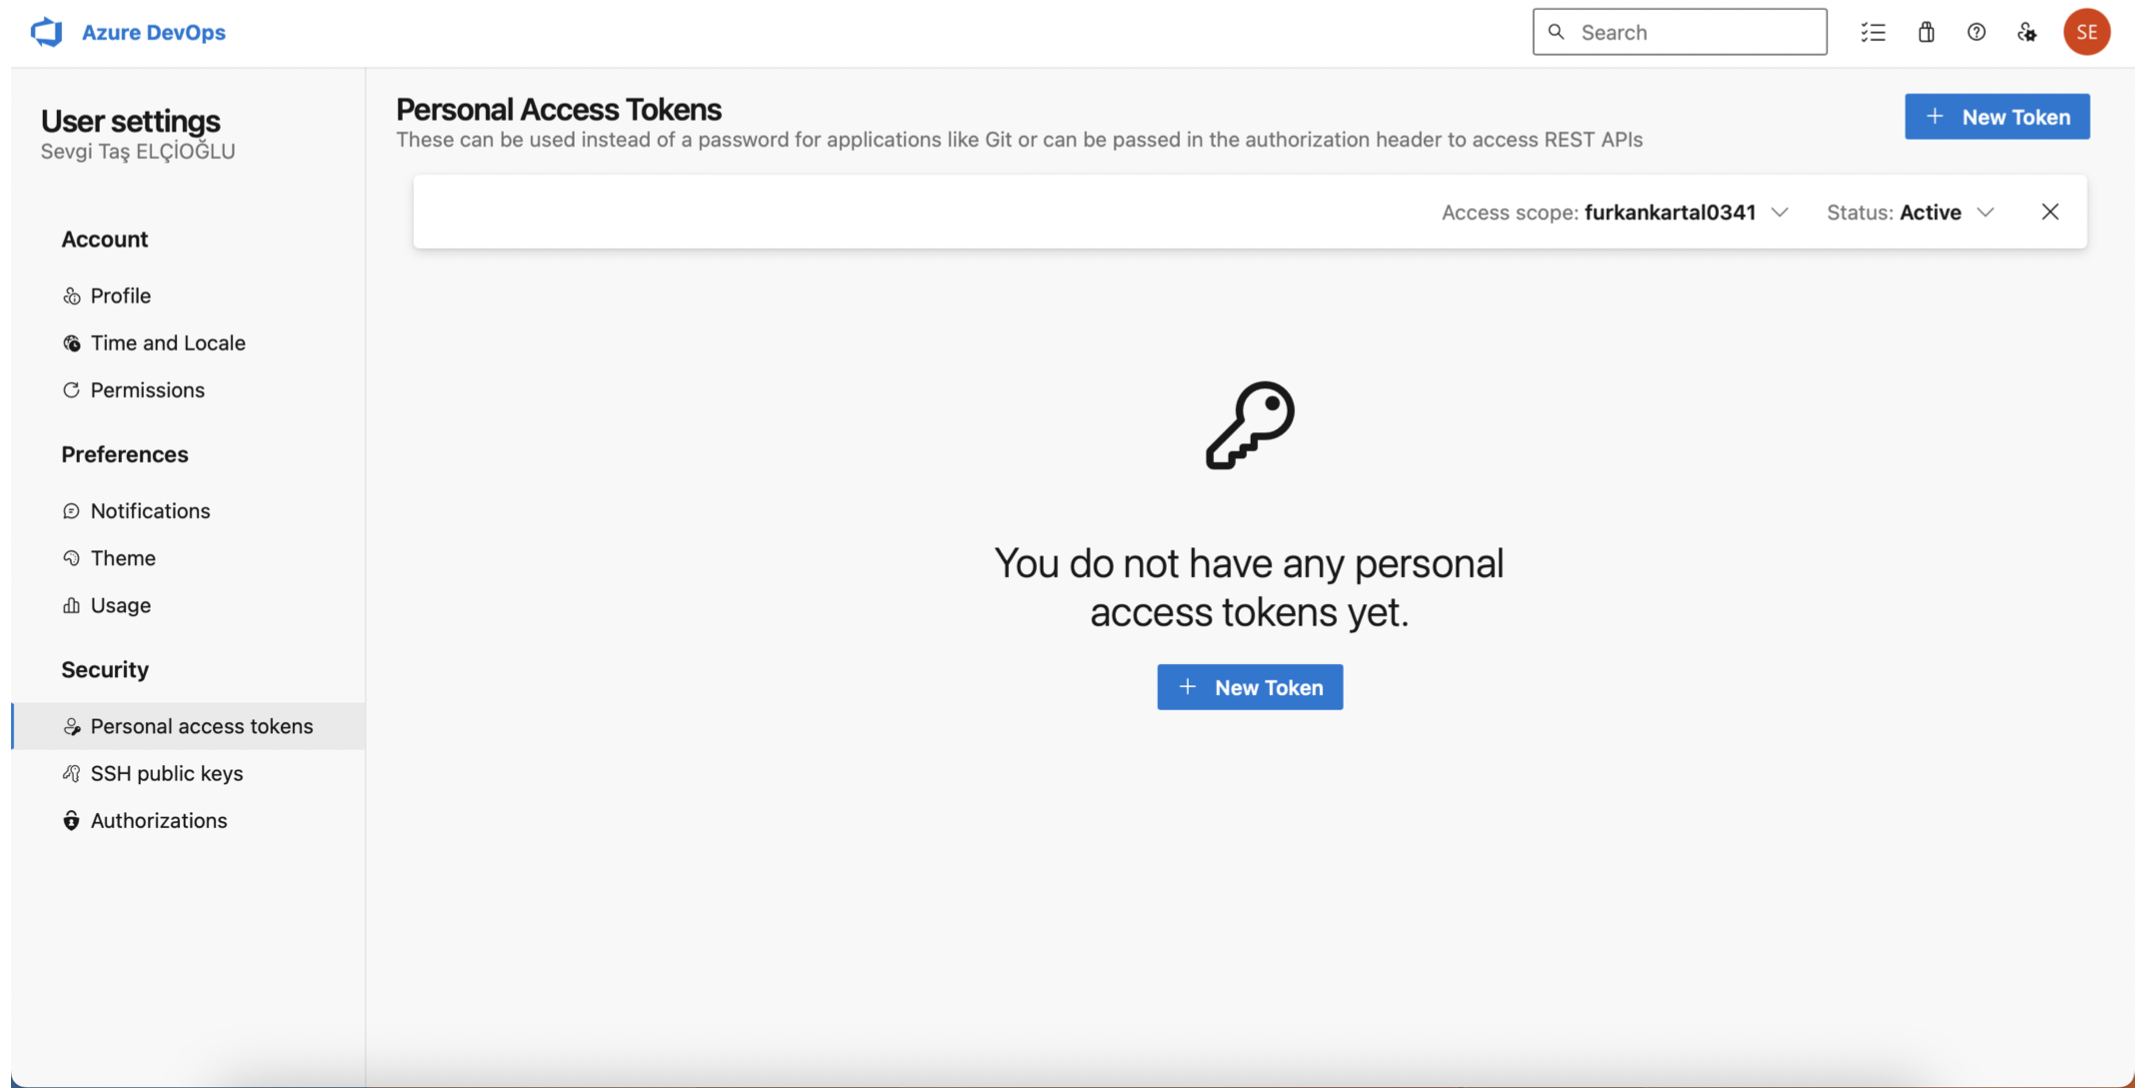 Azure DevOps
Search
SE
User settings
Sevgi Taş ELÇİOĞLU
Account
Profile
Time and Locale
Permissions
Preferences
Notifications
Theme
Usage
Security
Personal access tokens
SSH public keys
Authorizations
Personal Access Tokens
These can be used instead of a password for applications like Git or can be passed in the authorization header to access REST APIs
New Token
Access scope: furkankartal0341 Status: Active
You do not have any personal
access tokens yet.
New Token